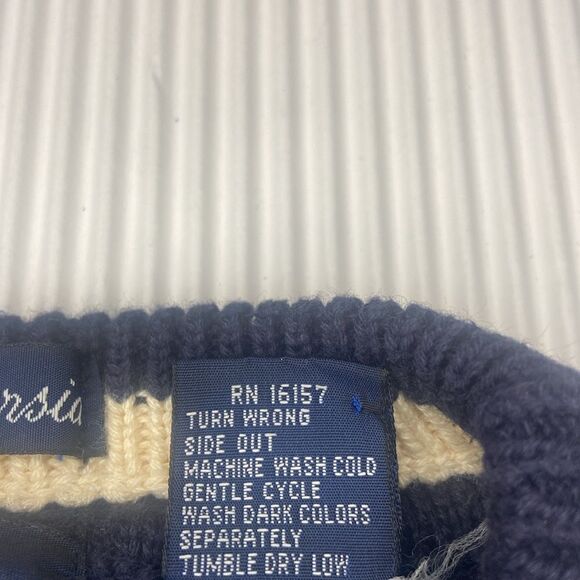 RN 16157
TURN WRONG
SIDE OUT
MACHINE WASH COLD
GENTLE CYCLE
WASH DARK COLORS
SEPARATELY
TUMBLE DRY LOW